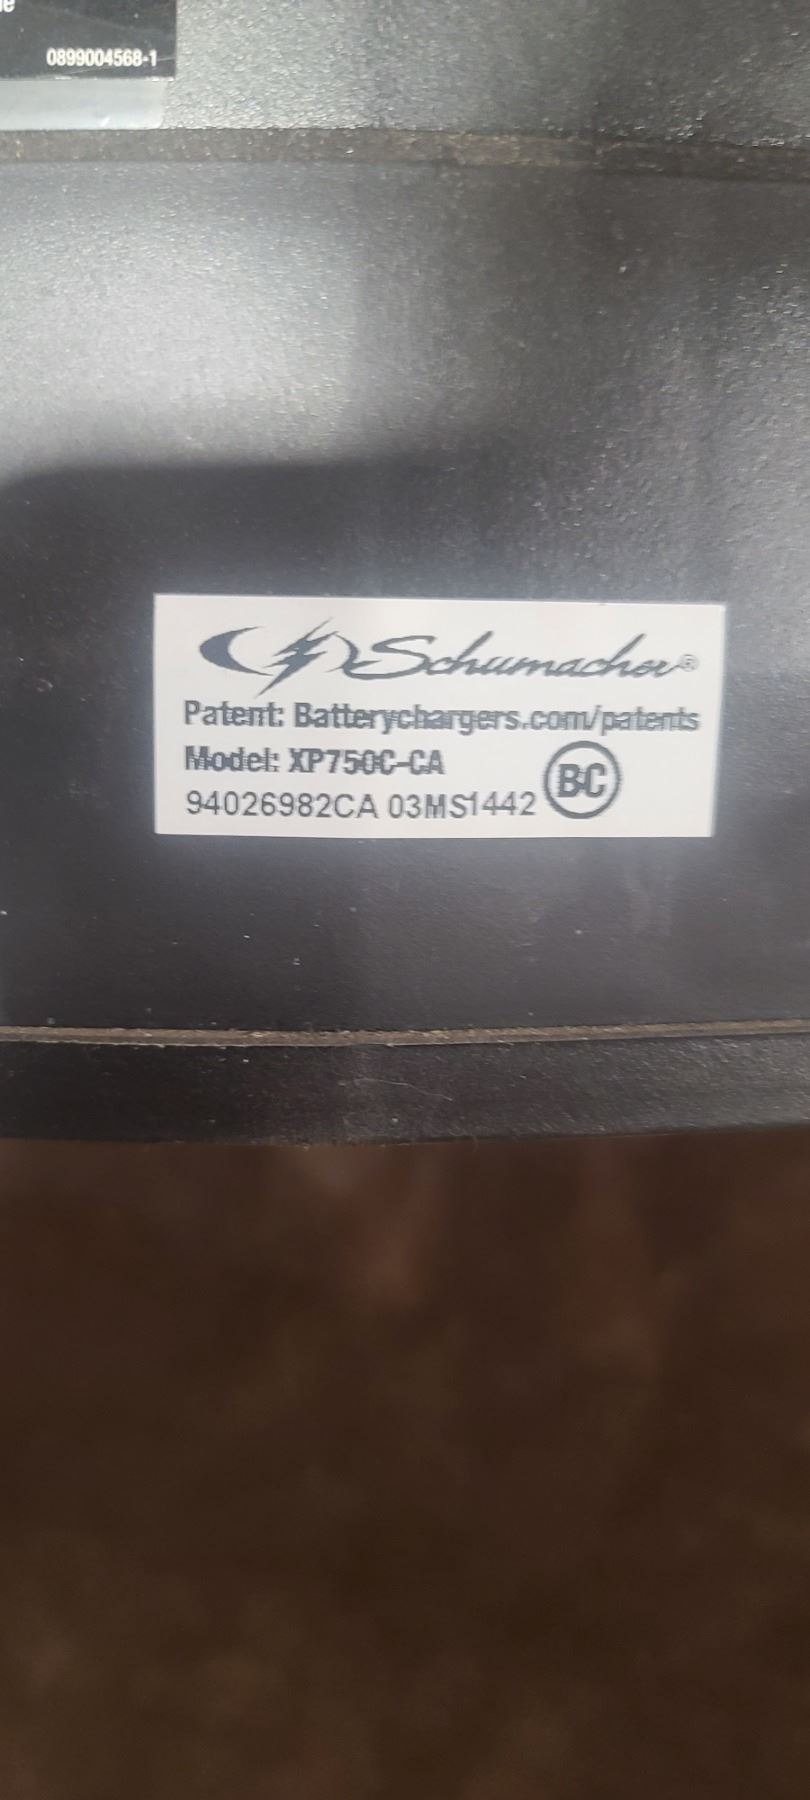 0899004568-1
Schumacher®
Patent: Batterychargers.com/patents
Model: XP750C-CA
BC
94026982CA 03MS1442